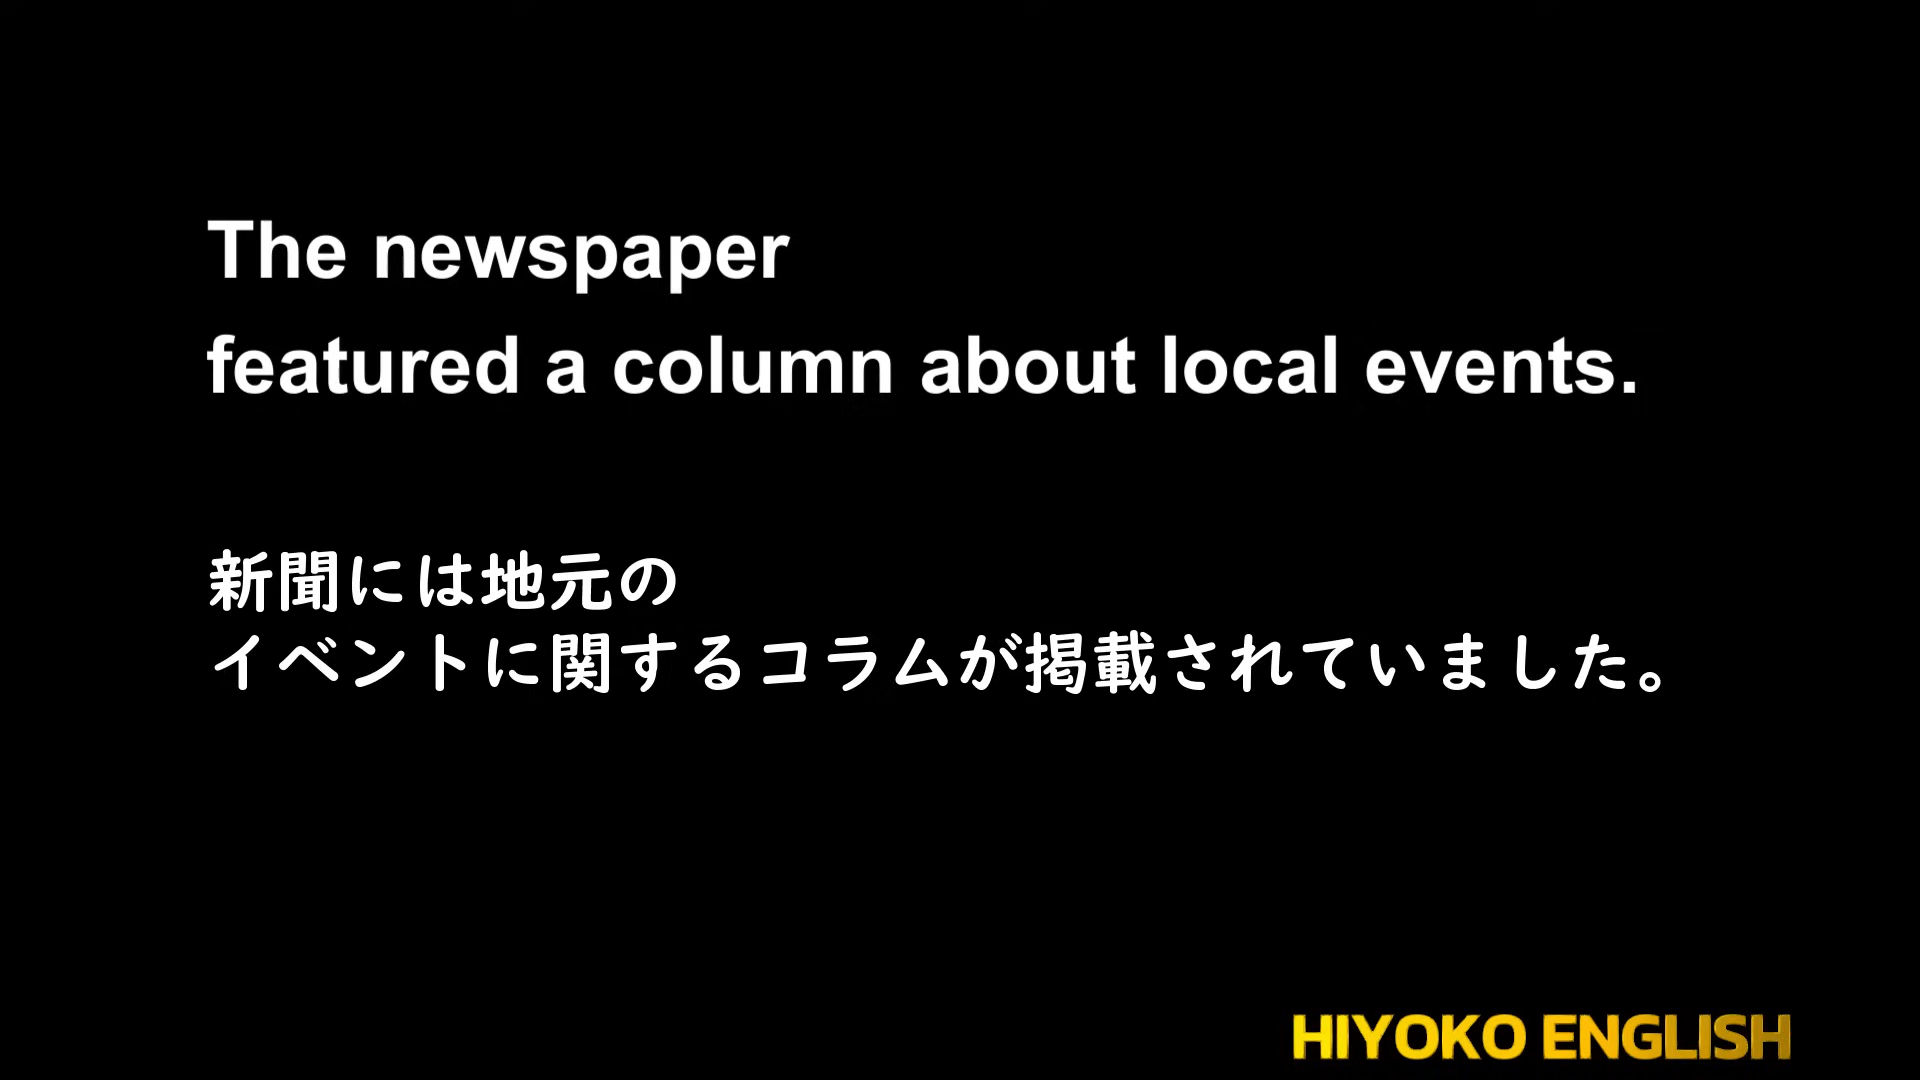 The newspaper
featured a column about local events.
新聞には地元の
イベントに関するコラムが掲載されていました。
HIYOKO ENGLISH